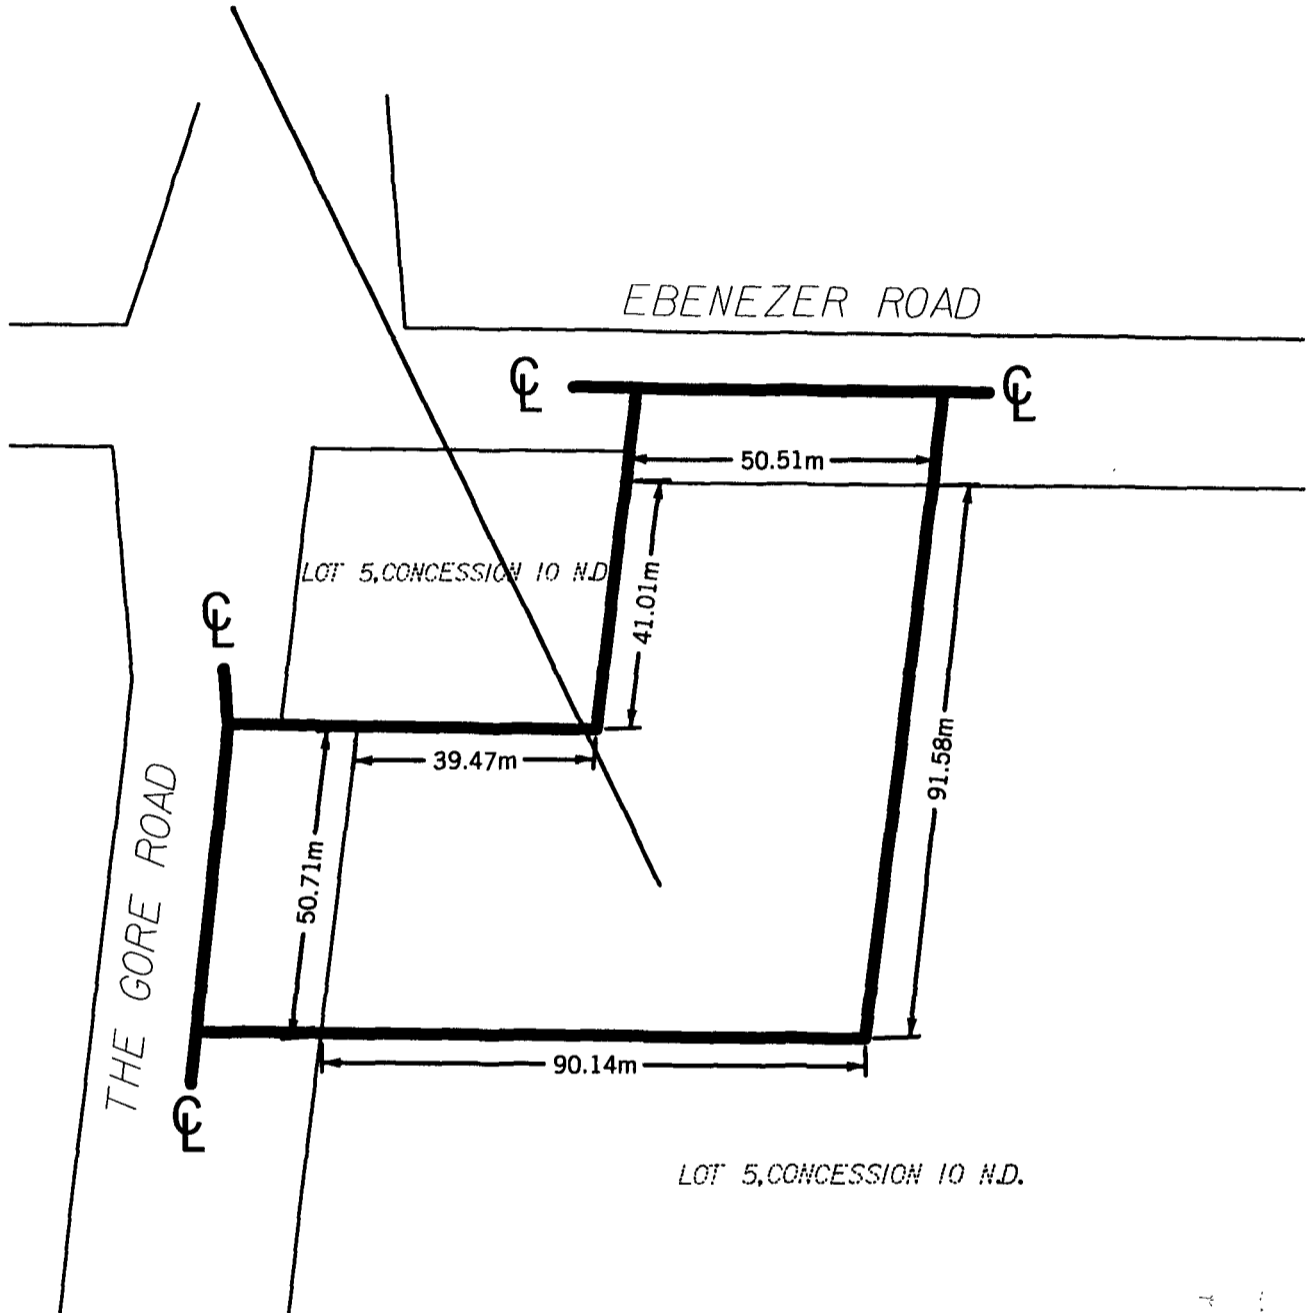 EBENEZER ROAD
℄ ℄
50.51m
LOT 5,CONCESSION 10 N.D
41.01m
℄
39.47m
91.58m
THE GORE ROAD
50.71m
90.14m
℄
LOT 5,CONCESSION 10 N.D.